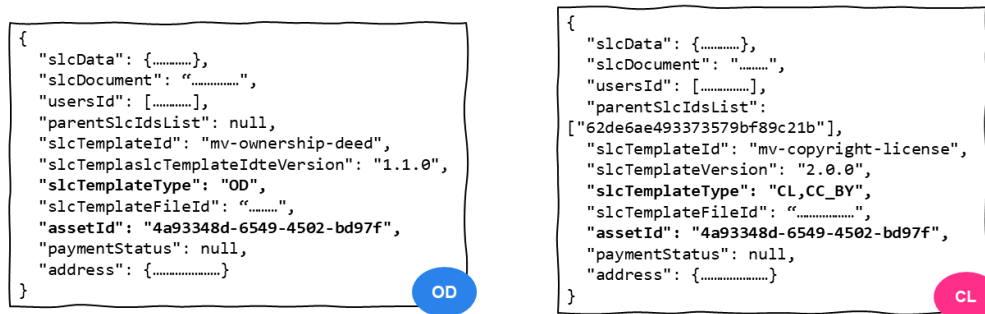 {
"slcData": {…………},
"slcDocument": “……………",
"usersId": […………],
"parentSlcIdsList": null,
"slcTemplateId": "mv-ownership-deed",
"slcTemplaslcTemplateIdteVersion": "1.1.0",
"slcTemplateType": "OD",
"slcTemplateFileId": “………",
"assetId": "4a93348d-6549-4502-bd97f",
"paymentStatus": null,
"address": {…………………}
}
OD
{
"slcData": {…………},
"slcDocument": "………",
"usersId": [……………],
"parentSlcIdsList":
["62de6ae493373579bf89c21b"],
"slcTemplateId": "mv-copyright-license",
"slcTemplateVersion": "2.0.0",
"slcTemplateType": "CL,CC_BY",
"slcTemplateFileId": “………………",
"assetId": "4a93348d-6549-4502-bd97f",
"paymentStatus": null,
"address": {…………………}
}
CL